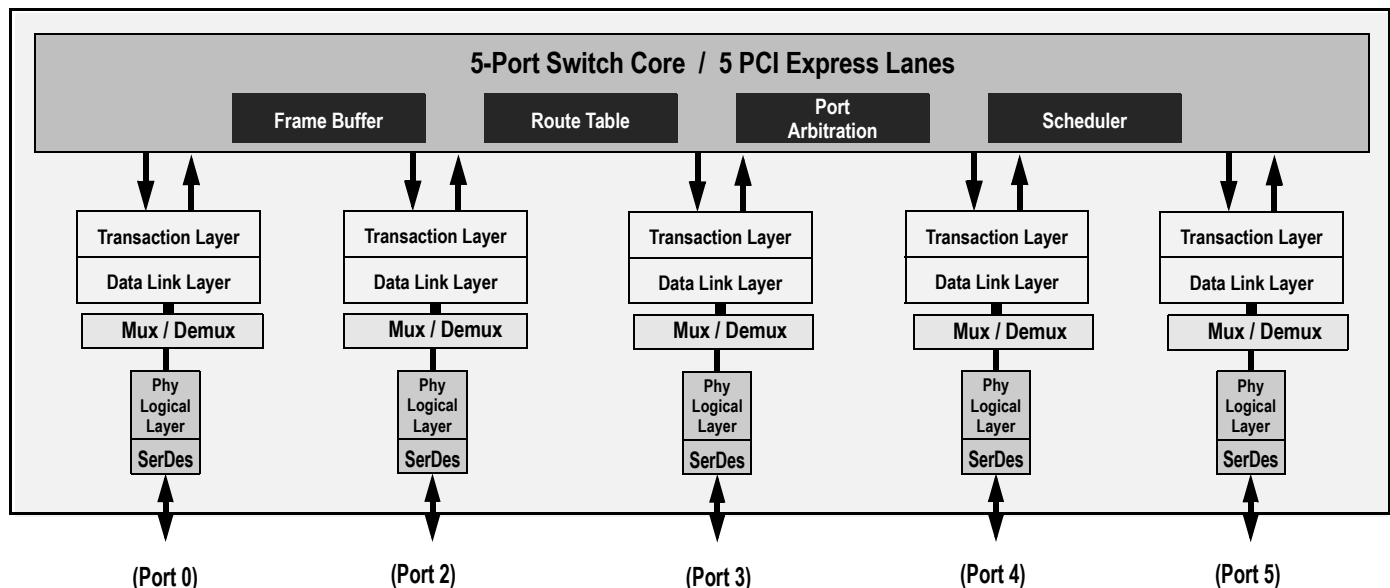 5-Port Switch Core / 5 PCI Express Lanes
Frame Buffer
Route Table
Port
Arbitration
Scheduler
Transaction Layer
Data Link Layer
Mux / Demux
Phy
Logical
Layer
SerDes
(Port 0)
Transaction Layer
Data Link Layer
Mux / Demux
Phy
Logical
Layer
SerDes
(Port 2)
Transaction Layer
Data Link Layer
Mux / Demux
Phy
Logical
Layer
SerDes
(Port 3)
Transaction Layer
Data Link Layer
Mux / Demux
Phy
Logical
Layer
SerDes
(Port 4)
Transaction Layer
Data Link Layer
Mux / Demux
Phy
Logical
Layer
SerDes
(Port 5)